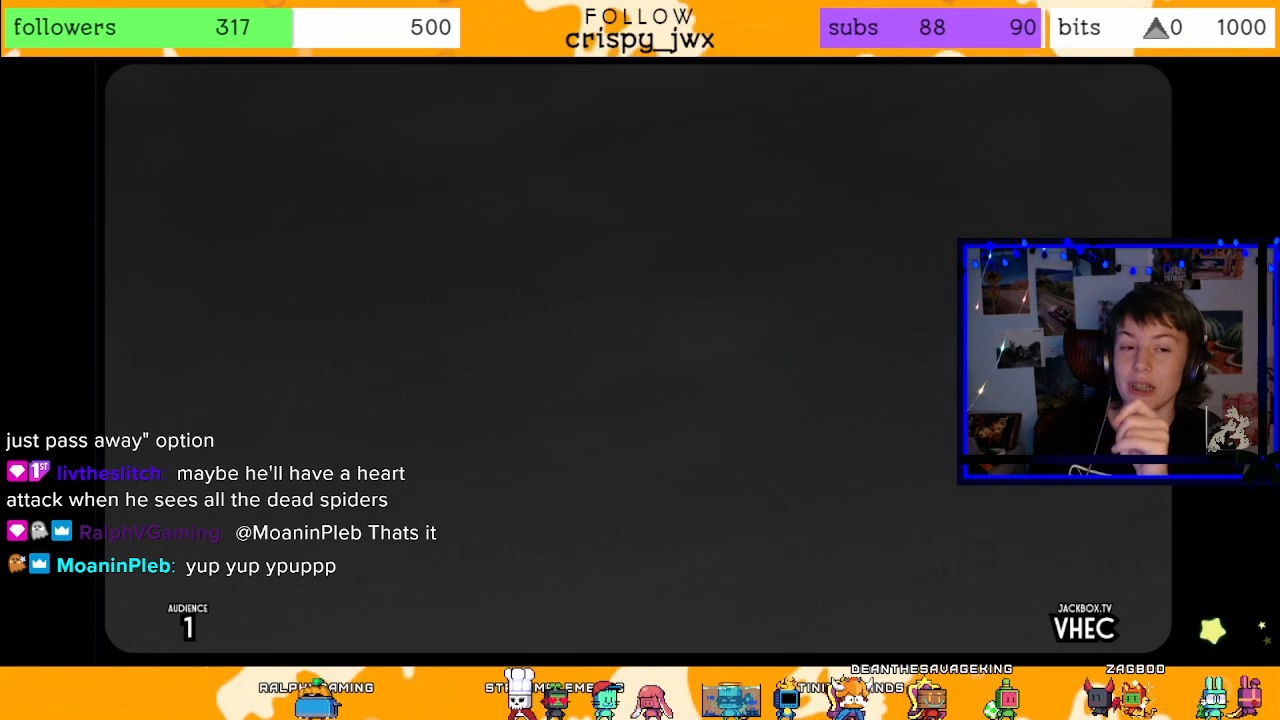 followers 317 500
FOLLOW
crispy_jwx
subs 88 90
bits 0 1000
just pass away" option
livtheslitch: maybe he'll have a heart
attack when he sees all the dead spiders
RalphVGaming: @MoaninPleb Thats it
MoaninPleb: yup yup ypuppp
AUDIENCE
1
JACKBOX.TV
VHEC
DEANTHESAVAGEKING
ZAGBOO